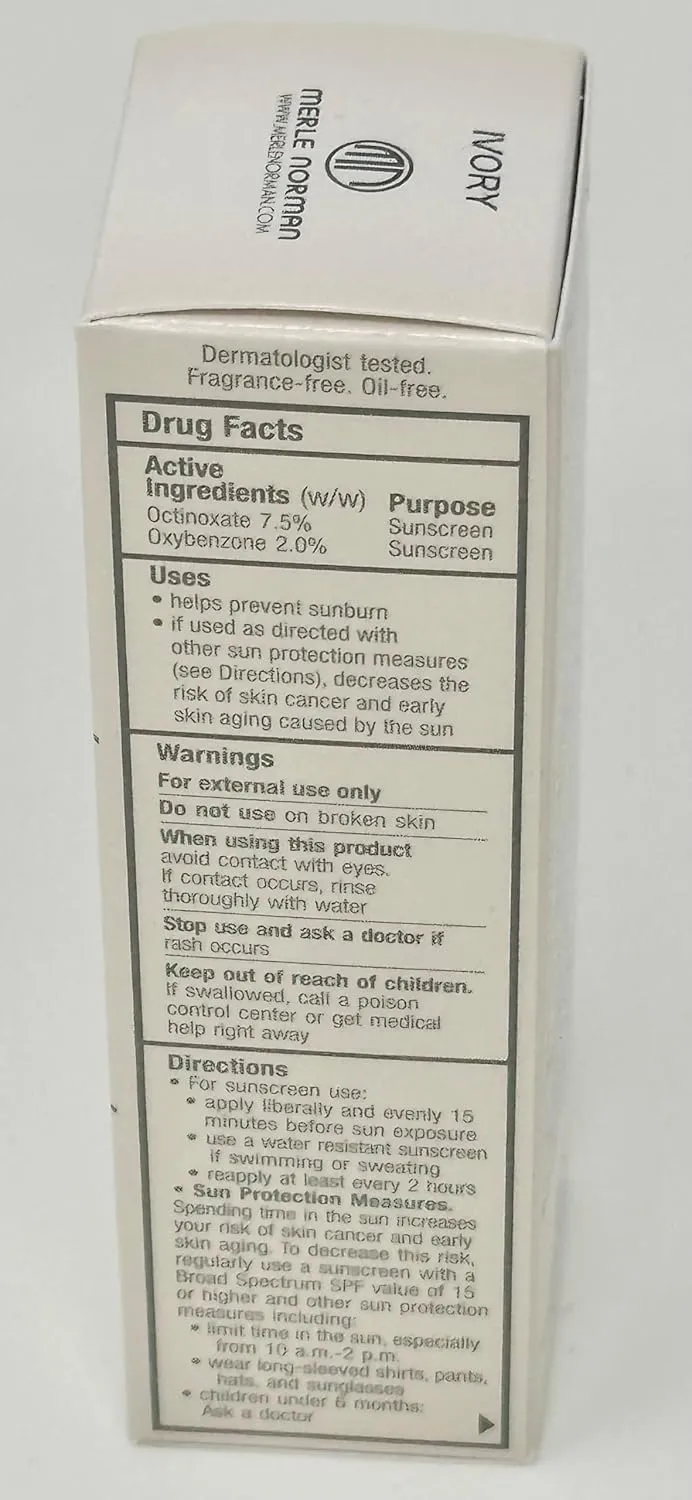 IVORY
MERLE NORMAN
WWW.MERLENORMAN.COM
Dermatologist tested.
Fragrance-free. Oil-free.
Drug Facts
Active
Ingredients (w/w) Purpose
Octinoxate 7.5% Sunscreen
Oxybenzone 2.0% Sunscreen
Uses
• helps prevent sunburn
• if used as directed with
other sun protection measures
(see Directions), decreases the
risk of skin cancer and early
skin aging caused by the sun
Warnings
For external use only
Do not use on broken skin
When using this product
avoid contact with eyes.
If contact occurs, rinse
thoroughly with water
Stop use and ask a doctor if
rash occurs
Keep out of reach of children.
If swallowed, call a poison
control center or get medical
help right away
Directions
• For sunscreen use:
• apply liberally and evenly 15
minutes before sun exposure
• use a water resistant sunscreen
if swimming or sweating
• reapply at least every 2 hours
• Sun Protection Measures.
Spending time in the sun increases
your risk of skin cancer and early
skin aging. To decrease this risk,
regularly use a sunscreen with a
Broad Spectrum SPF value of 15
or higher and other sun protection
measures including:
• limit time in the sun, especially
from 10 a.m.-2 p.m.
• wear long-sleeved shirts, pants,
hats, and sunglasses
• children under 6 months:
Ask a doctor